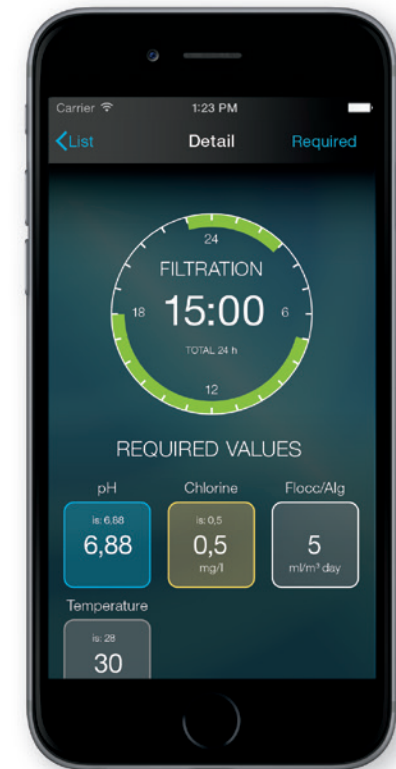 Carrier 1:23 PM
List Detail Required
24
FILTRATION
18 15:00 6
TOTAL 24 h
12
REQUIRED VALUES
pH Chlorine Flocc/Alg
is: 6,88 is: 0,5
6,88 0,5 5
mg/l ml/m³ day
Temperature
is: 28
30